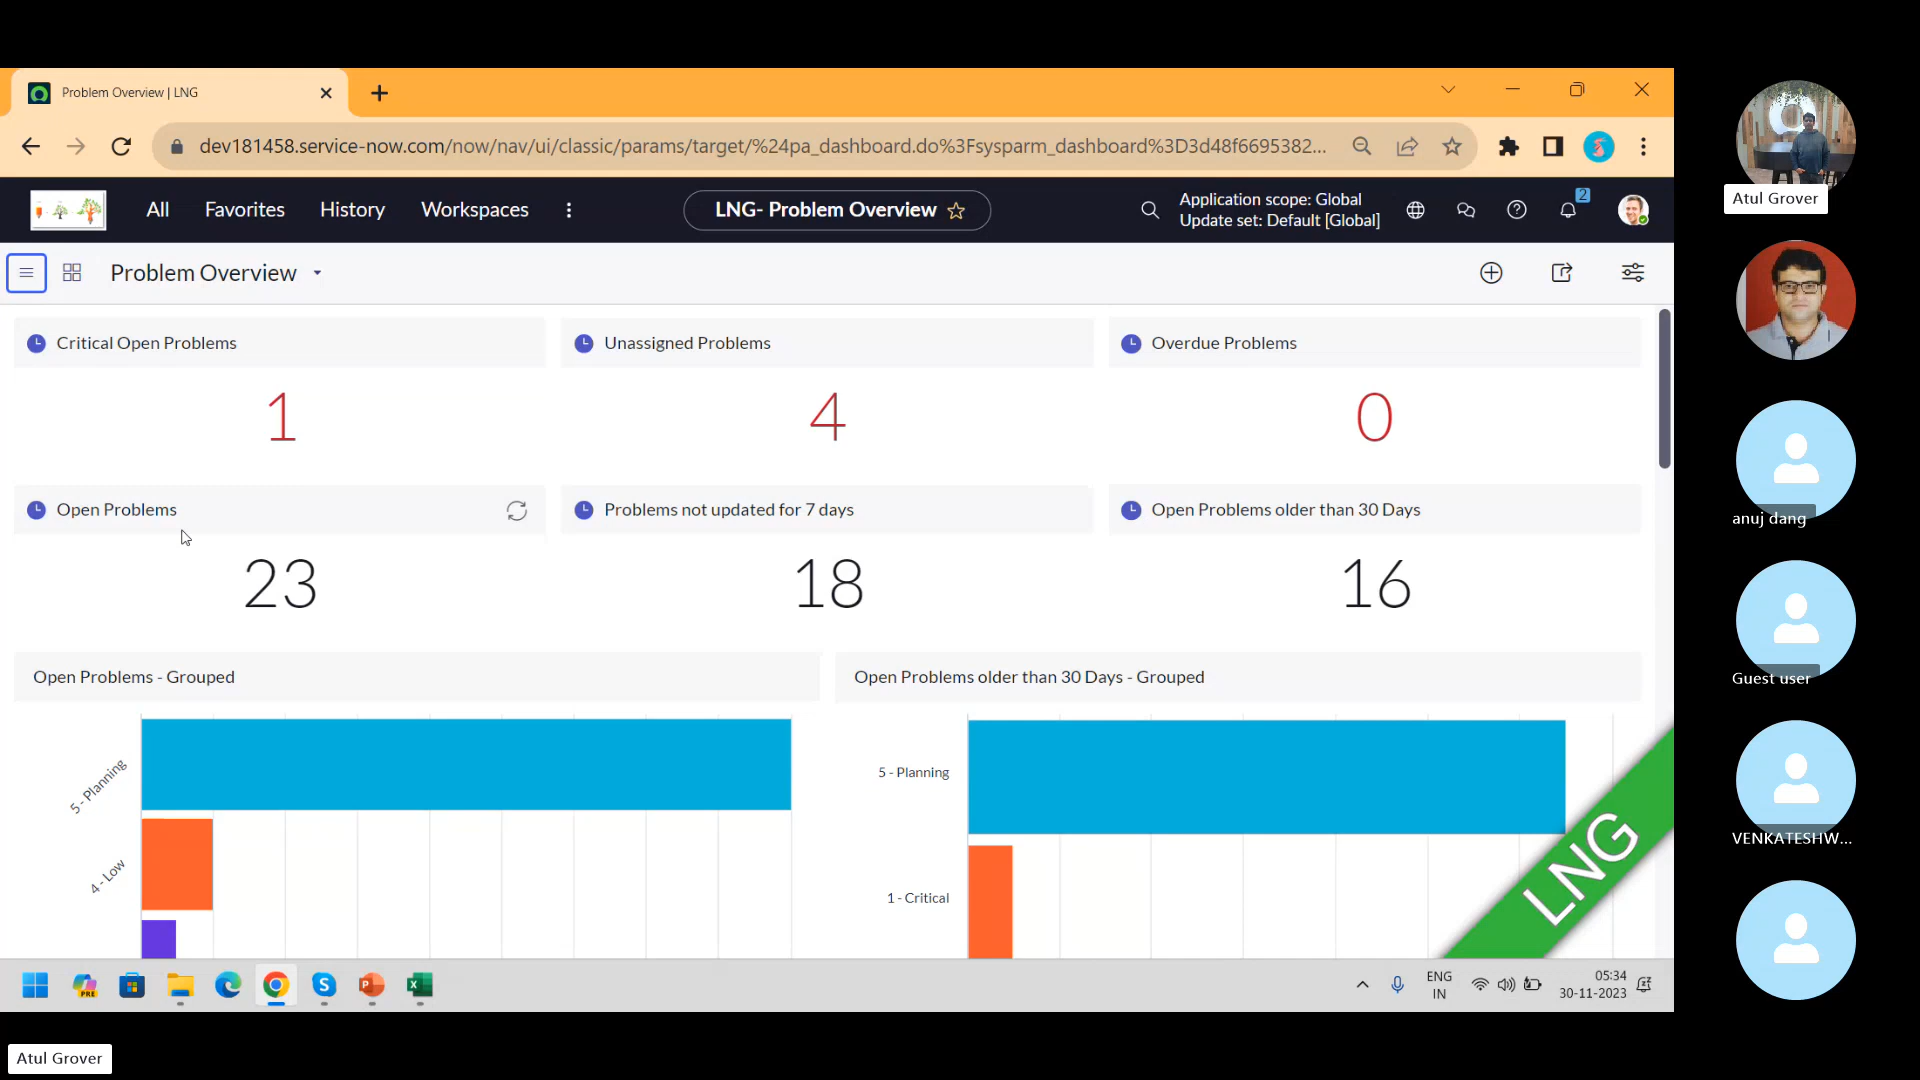 Problem Overview | LNG
dev181458.service-now.com/now/nav/ui/classic/params/target/%24pa_dashboard.do%3Fsysparm_dashboard%3D3d48f6695382...
All Favorites History Workspaces
LNG- Problem Overview
Application scope: Global
Update set: Default [Global]
2
Problem Overview
Critical Open Problems
Unassigned Problems
Overdue Problems
1
4
0
Open Problems
Problems not updated for 7 days
Open Problems older than 30 Days
23
18
16
Open Problems - Grouped
Open Problems older than 30 Days - Grouped
5 - Planning
4 - Low
5 - Planning
1 - Critical
LNG
PRE
ENG
IN
05:34
30-11-2023
Atul Grover
anuj dang
Guest user
VENKATESHW...
Atul Grover